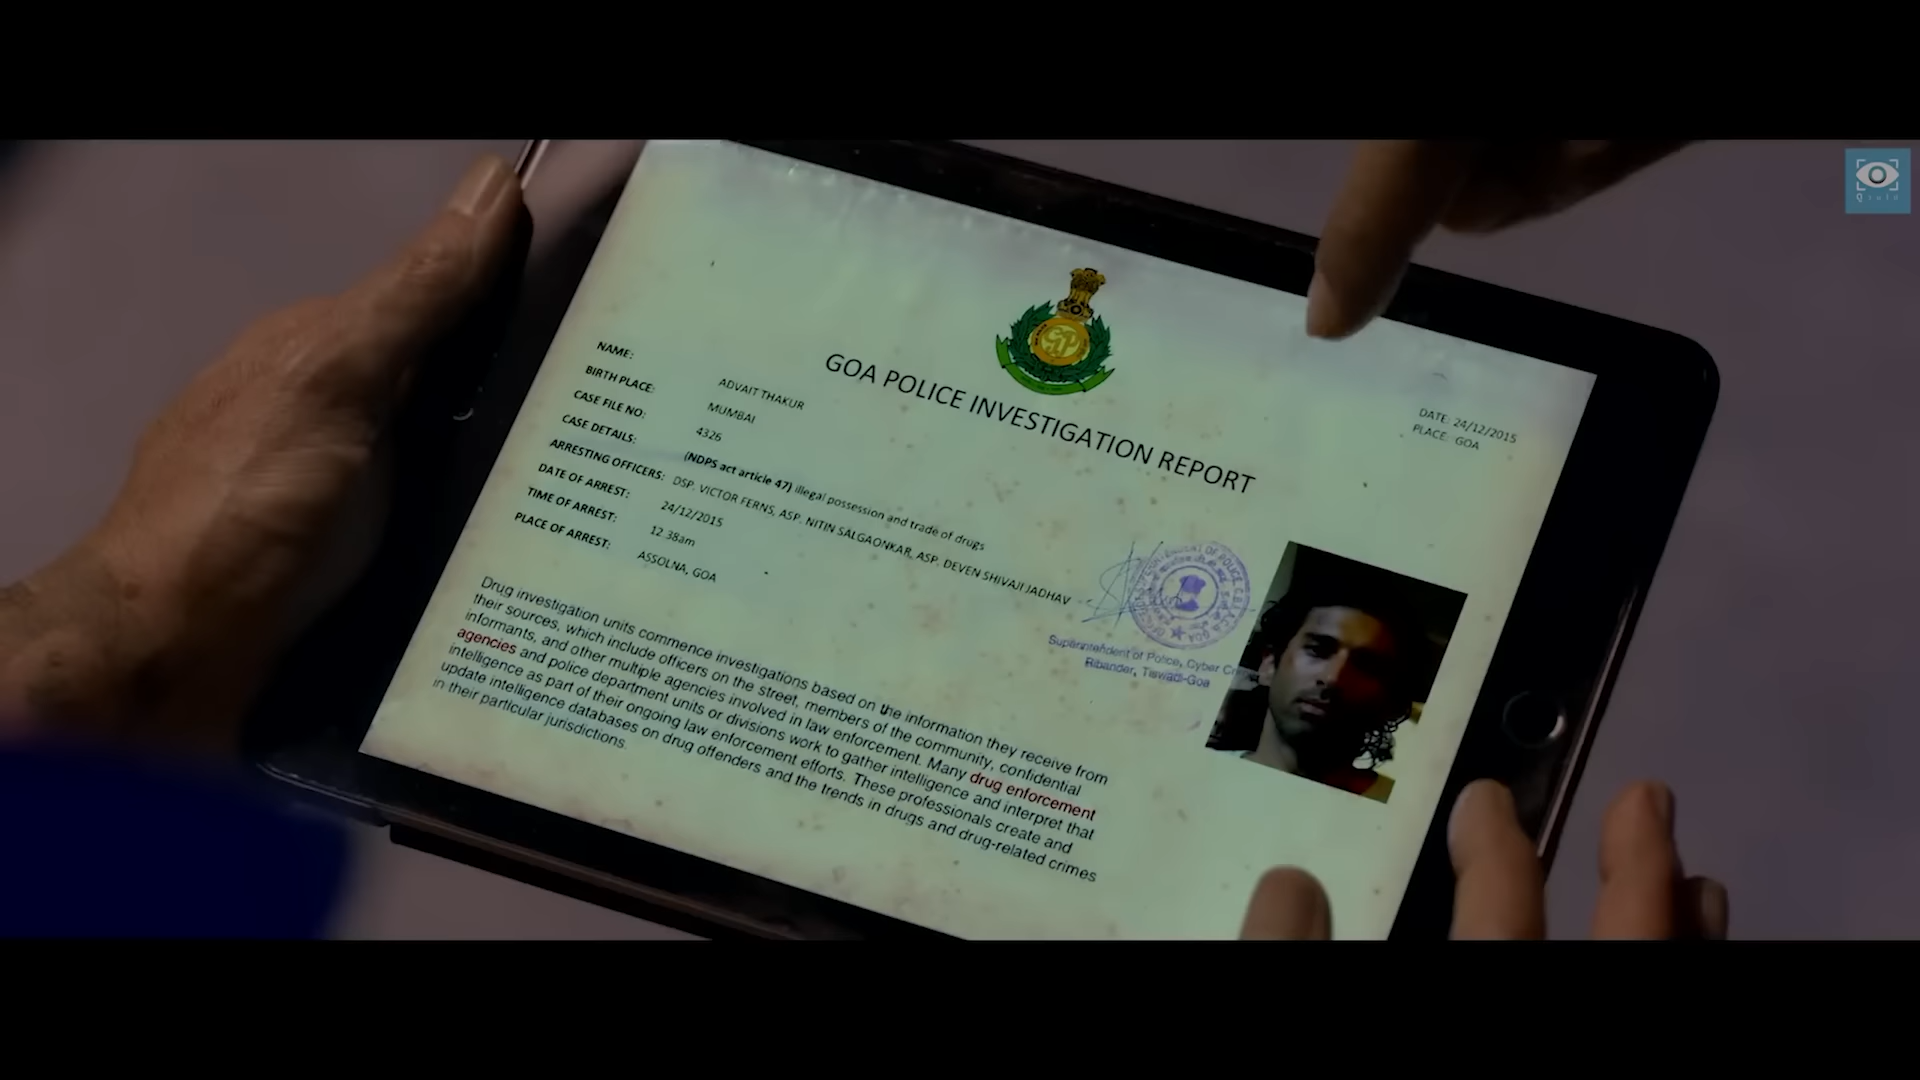 GOA POLICE INVESTIGATION REPORT
DATE: 24/12/2015
PLACE: GOA
NAME: ADVAIT THAKUR
BIRTH PLACE: MUMBAI
CASE FILE NO: 4326
CASE DETAILS: (NDPS act article 47) illegal possession and trade of drugs
ARRESTING OFFICERS: DSP. VICTOR FERNS, ASP. NITIN SALGAONKAR, ASP. DEVEN SHIVAJI JADHAV
DATE OF ARREST: 24/12/2015
TIME OF ARREST: 12.38am
PLACE OF ARREST: ASSOLNA, GOA
Superintendent of Police, Cyber
Ribandar, Tiswadi-Goa
Drug investigation units commence investigations based on the information they receive from
their sources, which include officers on the street, members of the community, confidential
informants, and other multiple agencies involved in law enforcement. Many drug enforcement
agencies and police department units or divisions work to gather intelligence and interpret that
intelligence as part of their ongoing law enforcement efforts. These professionals create and
update intelligence databases on drug offenders and the trends in drugs and drug-related crimes
in their particular jurisdictions.